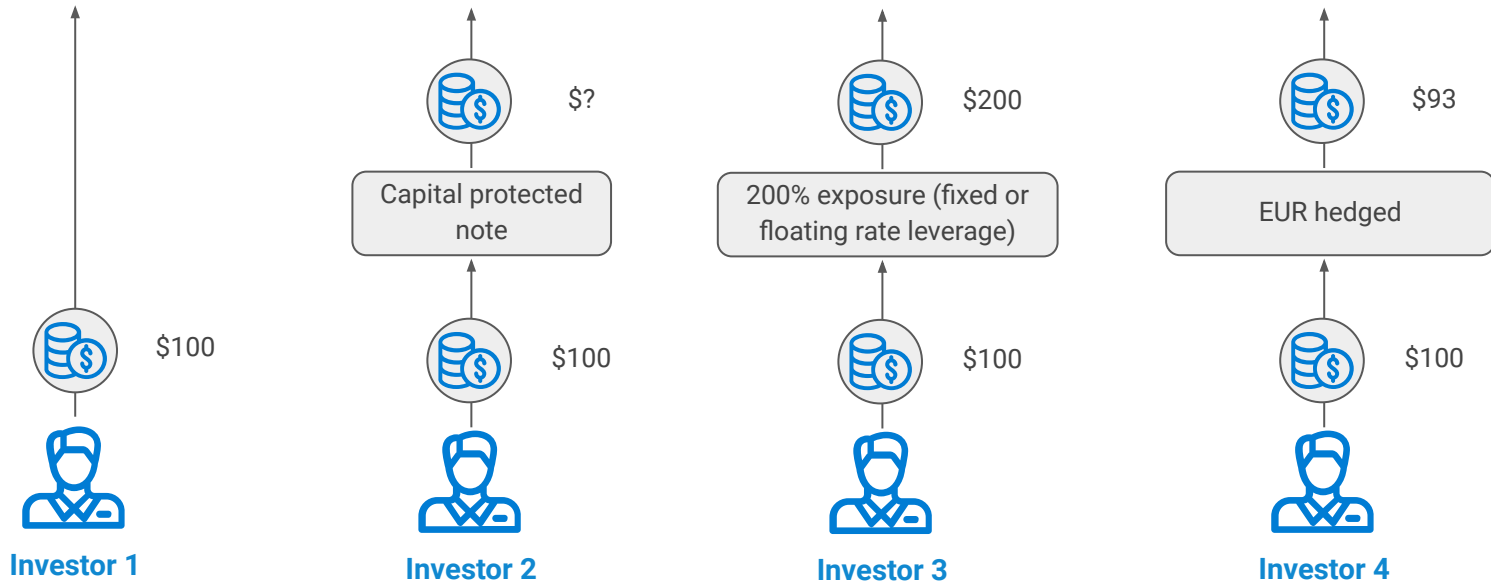 $?
$200
$93
Capital protected
note
200% exposure (fixed or
floating rate leverage)
EUR hedged
$100
$100
$100
$100
Investor 1
Investor 2
Investor 3
Investor 4